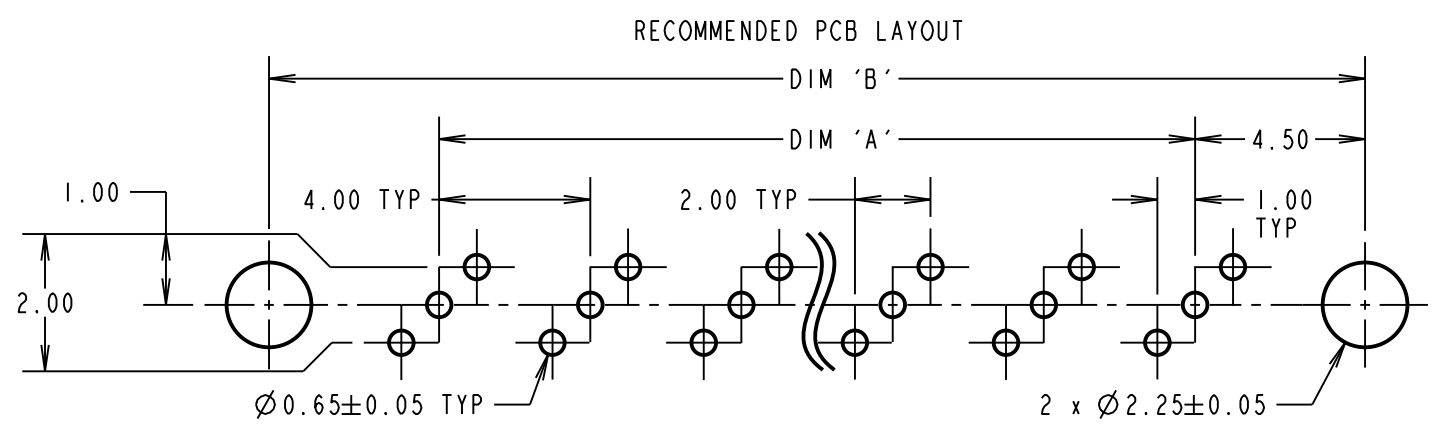 RECOMMENDED PCB LAYOUT
DIM 'B'
DIM 'A'
4.50
1.00
4.00 TYP
2.00 TYP
1.00
TYP
2.00
Ø0.65±0.05 TYP
2 x Ø2.25±0.05